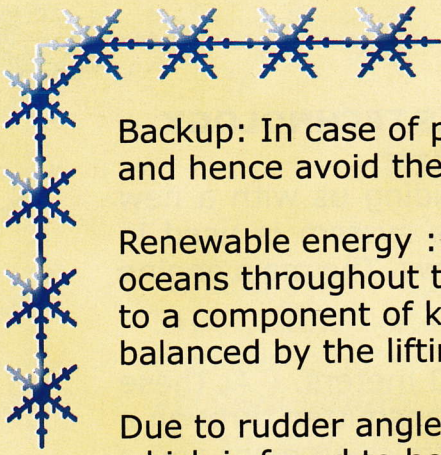 Backup: In case of
and hence avoid the
Renewable energy :
oceans throughout
to a component of
balanced by the
Due to rudder angle